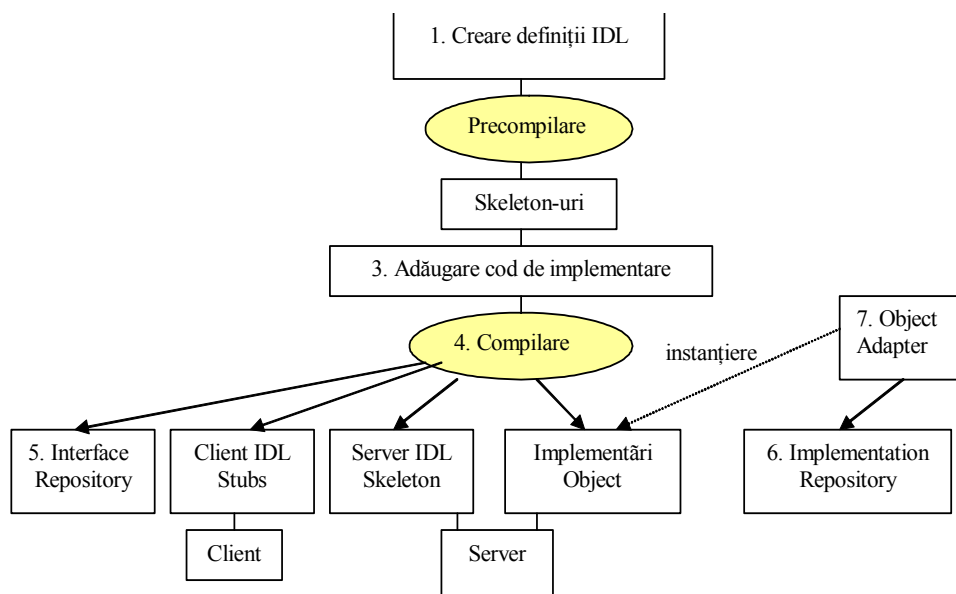 1. Creare definiții IDL
Precompilare
Skeleton-uri
3. Adăugare cod de implementare
4. Compilare
7. Object
Adapter
instanțiere
5. Interface
Repository
Client IDL
Stubs
Server IDL
Skeleton
Implementãri
Object
6. Implementation
Repository
Client
Server